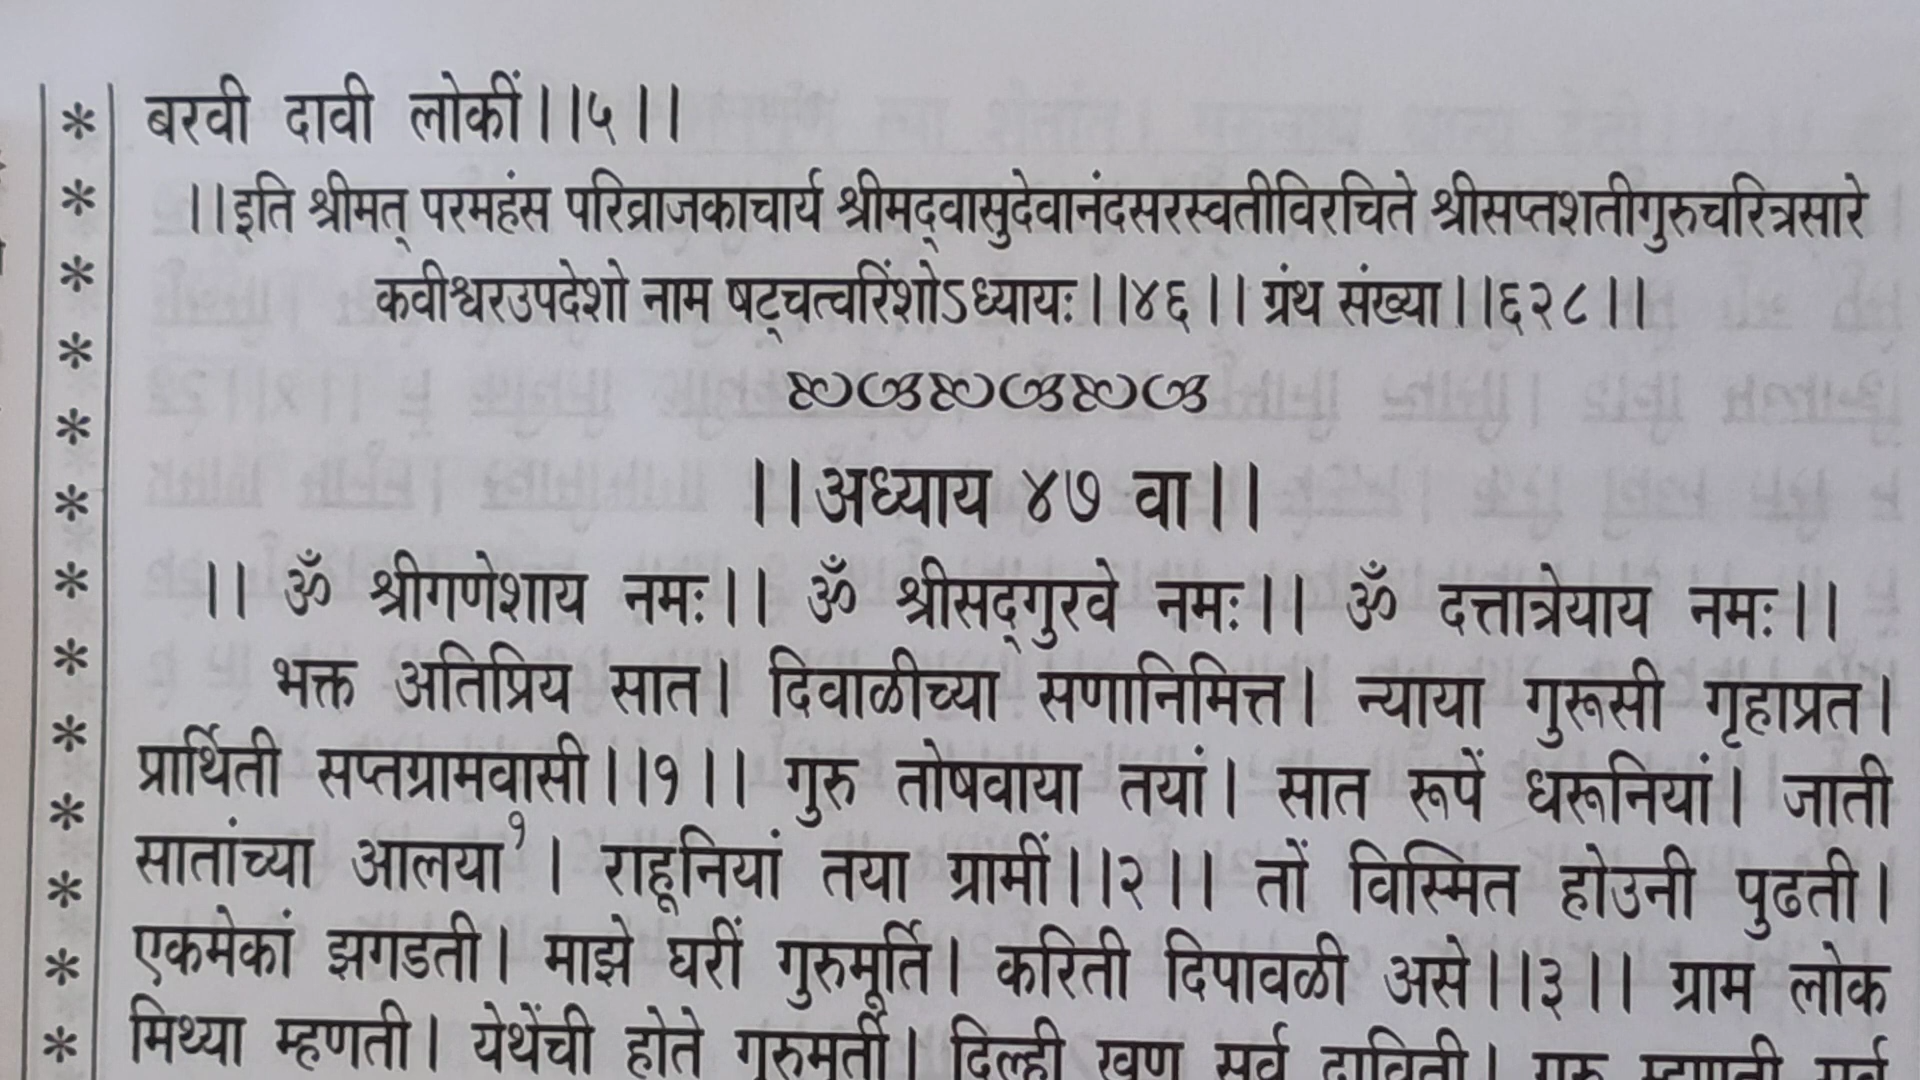 बरवी दावी लोकीं।।५।।
।।इति श्रीमत् परमहंस परिव्राजकाचार्य श्रीमद्‌वासुदेवानंदसरस्वतीविरचिते श्रीसप्तशतीगुरुचरित्रसारे
कवीश्वरउपदेशो नाम षट्चत्वरिंशोऽध्यायः।।४६।। ग्रंथ संख्या।।६२८।।
।।अध्याय ४७ वा।।
।। ॐ श्रीगणेशाय नमः।। ॐ श्रीसद्‌गुरवे नमः।। ॐ दत्तात्रेयाय नमः।।
भक्त अतिप्रिय सात। दिवाळीच्या सणानिमित्त। न्याया गुरूसी गृहाप्रत।
प्रार्थिती सप्तग्रामवासी।।१।। गुरु तोषवाया तयां। सात रूपें धरूनियां। जाती
सातांच्या आलया१। राहूनियां तया ग्रामीं।।२।। तों विस्मित होउनी पुढती।
एकमेकां झगडती। माझे घरीं गुरुमूर्ति। करिती दिपावळी असे।।३।। ग्राम लोक
मिथ्या म्हणती। येथेंची होते गुरुमूर्ती। दिल्ही खुण सर्व दाविती। गुरु म्हणती सर्व